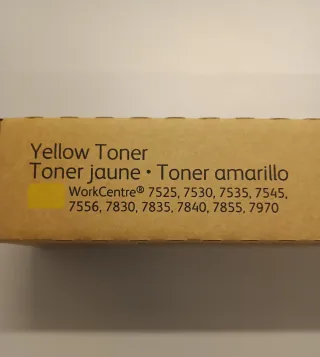 Yellow Toner
Toner jaune • Toner amarillo
WorkCentre® 7525, 7530, 7535, 7545,
7556, 7830, 7835, 7840, 7855, 7970